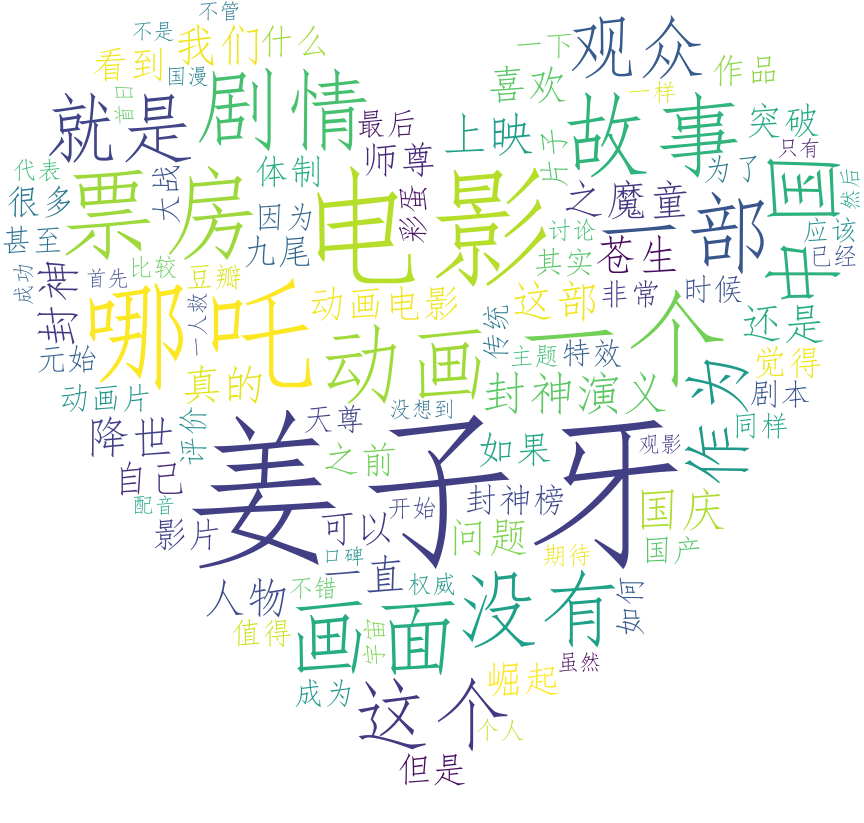 不管
不是
我们
什么
观众
看到
国漫
首日
剧情
一下
喜欢
作品
一样
就是
最后
上映
故事
突破
片子
只有
代表
大战
体制
师尊
彩蛋
票房
电影
之魔童
一部
为了
中国
然后
很多
因为
九尾
讨论
苍生
应该
已经
甚至
封神
比较
豆瓣
其实
非常
时候
成功
首先
一人救
哪吒
动画电影
这部
还是
元始
动画
一个
传统
主题
特效
觉得
作为
动画片
真的
封神演义
剧本
降世
评价
天尊
没想到
姜子牙
观影
同样
自己
之前
如果
配音
封神榜
国庆
影片
可以
开始
问题
国产
口碑
期待
一直
人物
不错
权威
没有
如何
值得
画面
宇宙
虽然
成为
崛起
这个
个人
但是